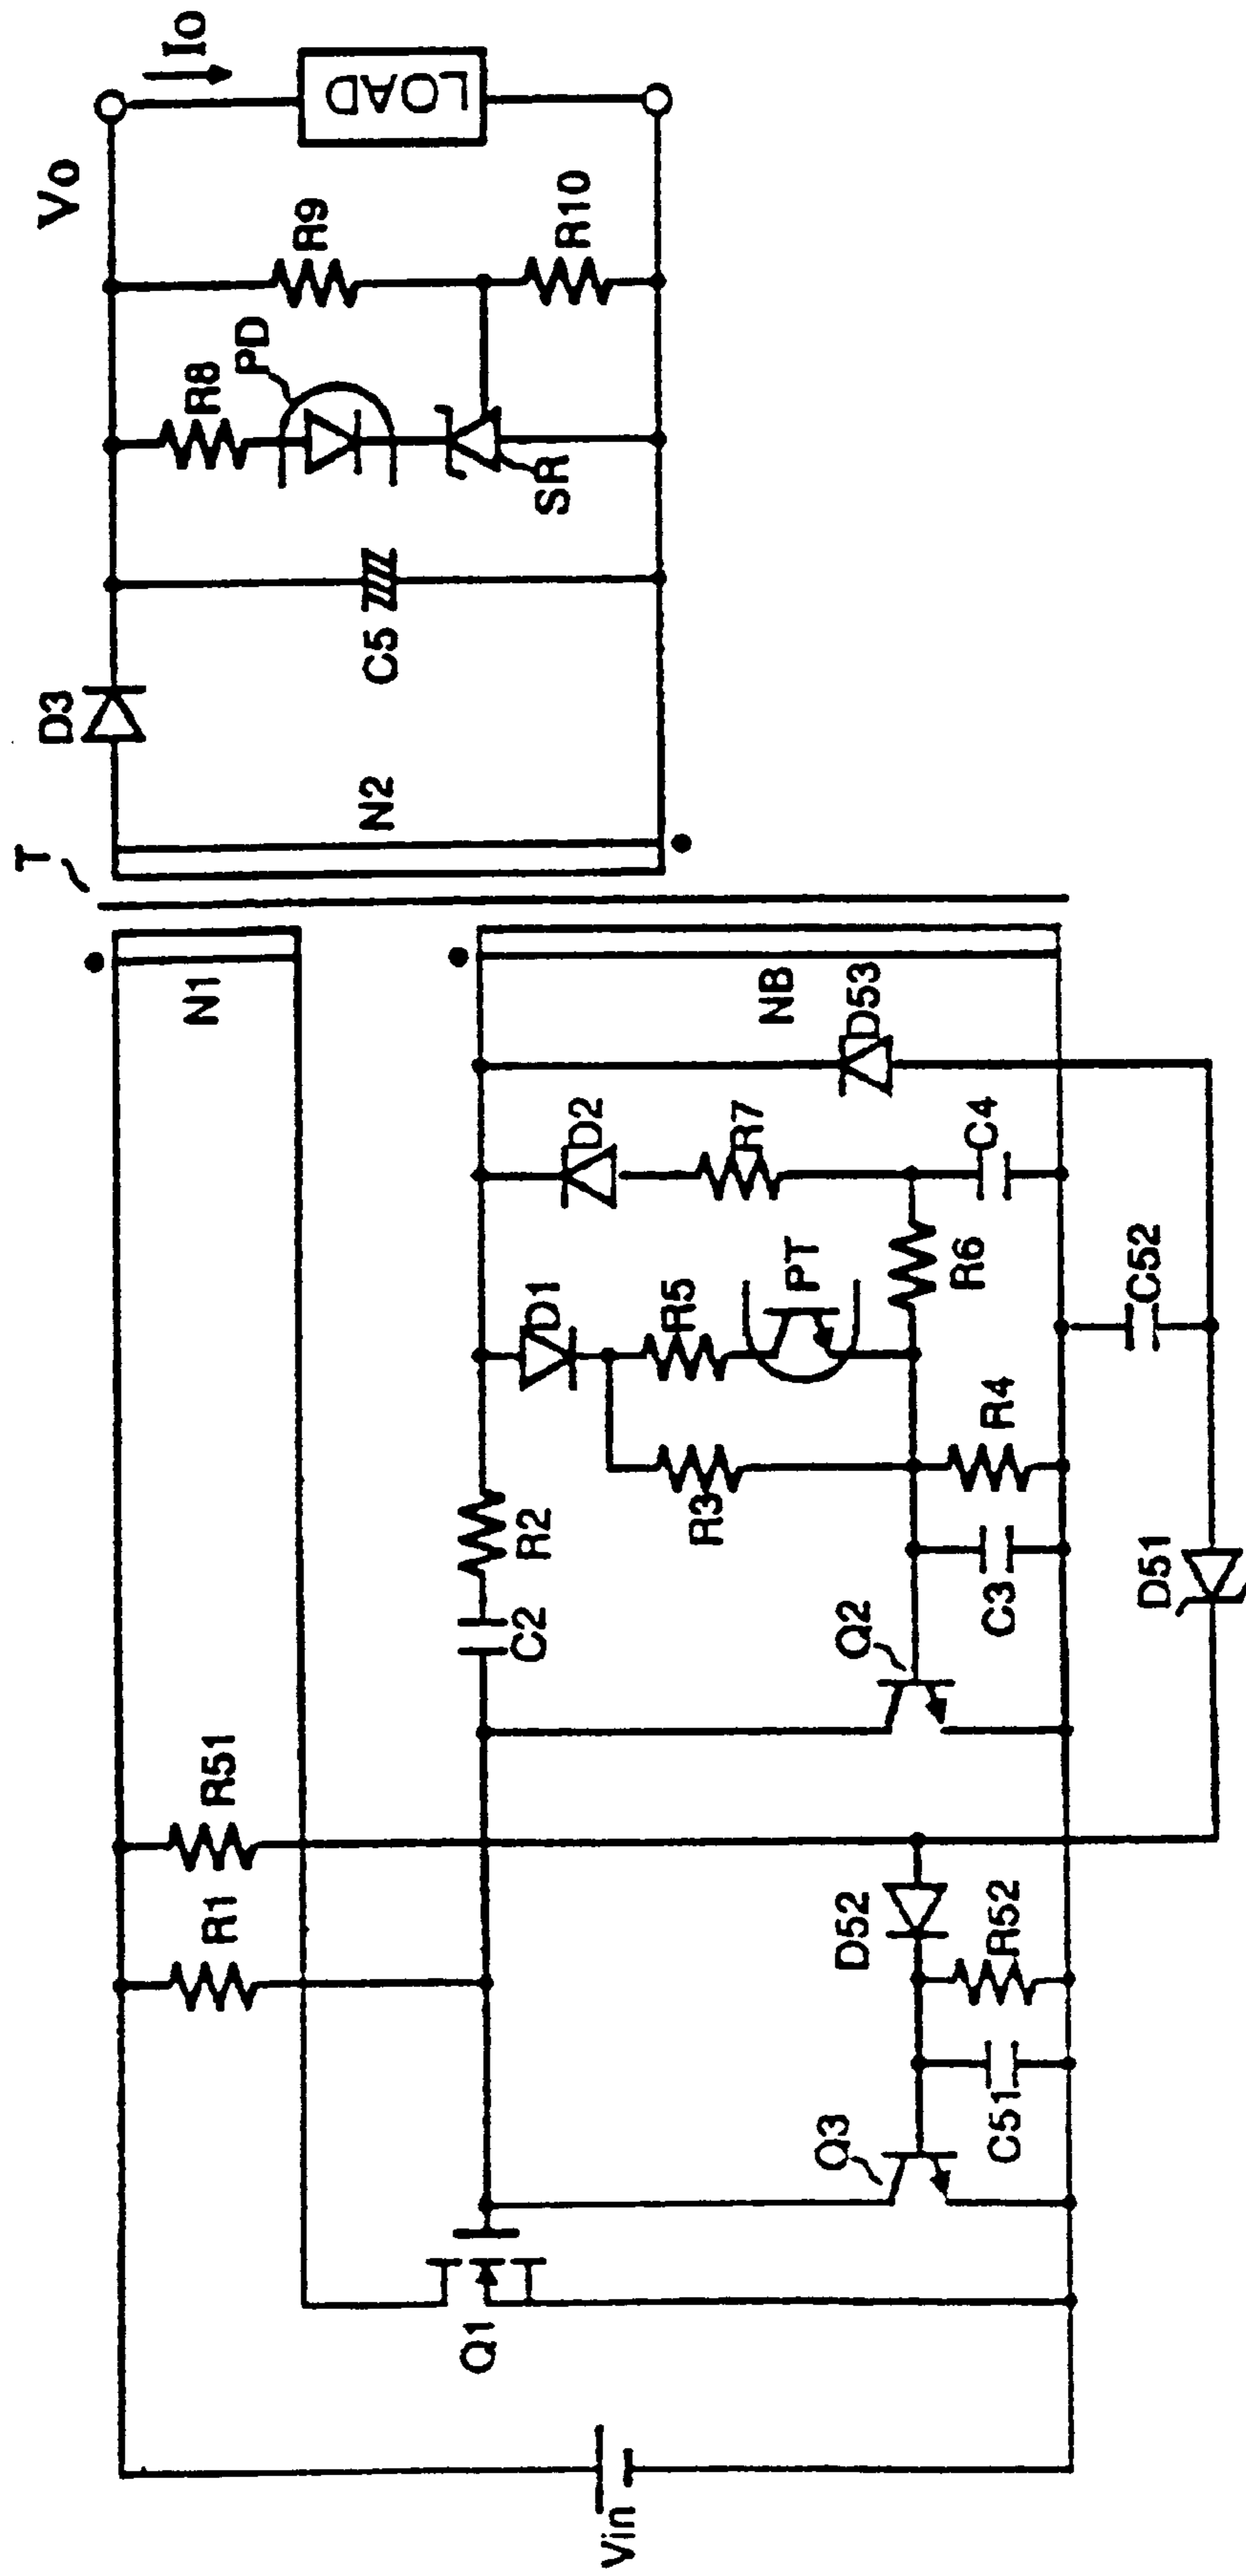 Vin
Q1
R1
R51
Q3
C51
R52
D52
Q2
C2
R2
C3
R4
R3
D1
R5
PT
R6
D2
R7
C4
D51
C52
D53
NB
N1
T
N2
D3
C5
R8
PD
SR
R9
R10
Vo
Io
LOAD